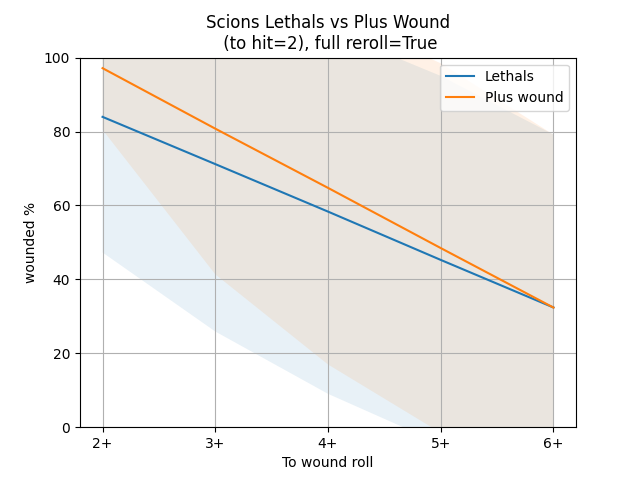 Scions Lethals vs Plus Wound
(to hit=2), full reroll=True
100
80
60
40
20
0
wounded %
Lethals
Plus wound
2+ 3+ 4+ 5+ 6+
To wound roll